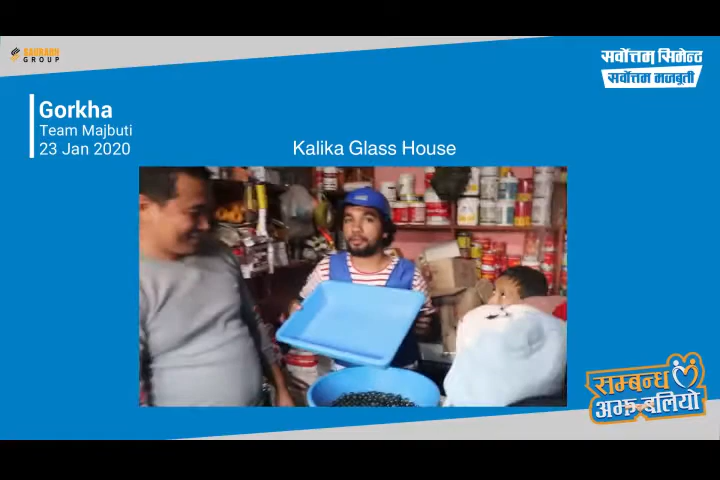 SAURABH
GROUP
सर्वोत्तम सिमेन्ट
सर्वोत्तम मजबूती
Gorkha
Team Majbuti
23 Jan 2020
Kalika Glass House
सम्बन्ध
अझ बलियो